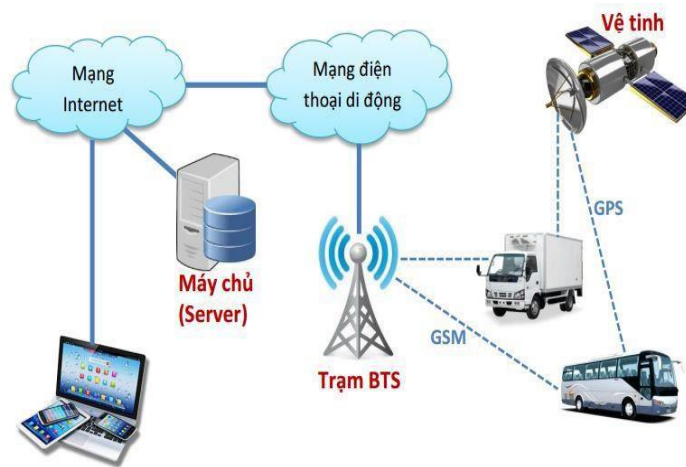 Vệ tinh
Mạng
Internet
Mạng điện
thoại di động
GPS
Máy chủ
(Server)
GSM
Trạm BTS